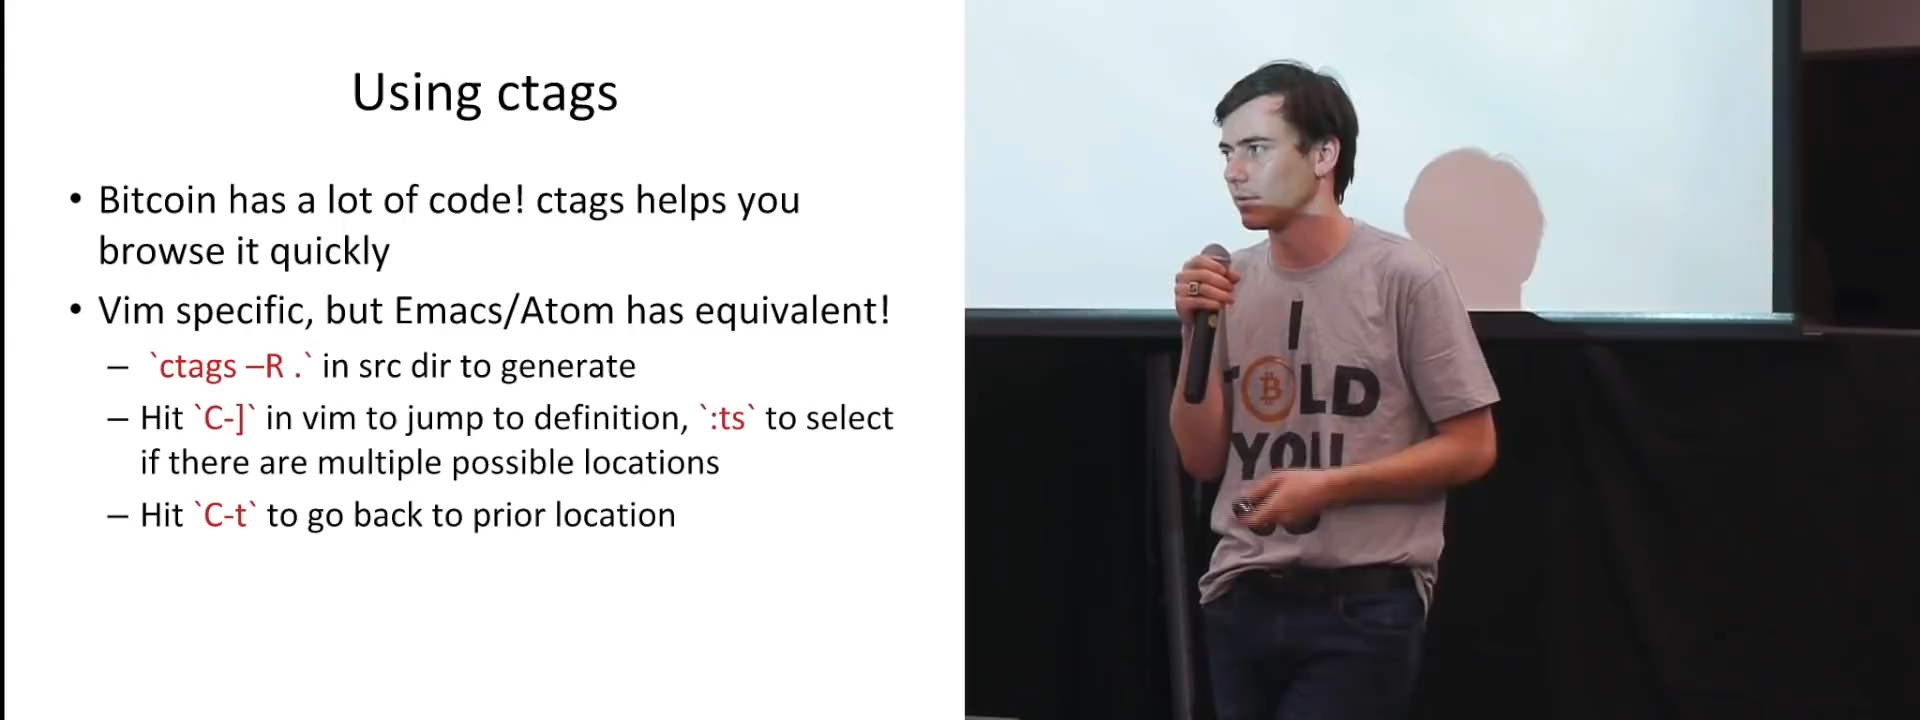 Using ctags
• Bitcoin has a lot of code! ctags helps you
browse it quickly
• Vim specific, but Emacs/Atom has equivalent!
– `ctags –R .` in src dir to generate
– Hit `C-]` in vim to jump to definition, `:ts` to select
if there are multiple possible locations
– Hit `C-t` to go back to prior location
I
T₿LD
YOU